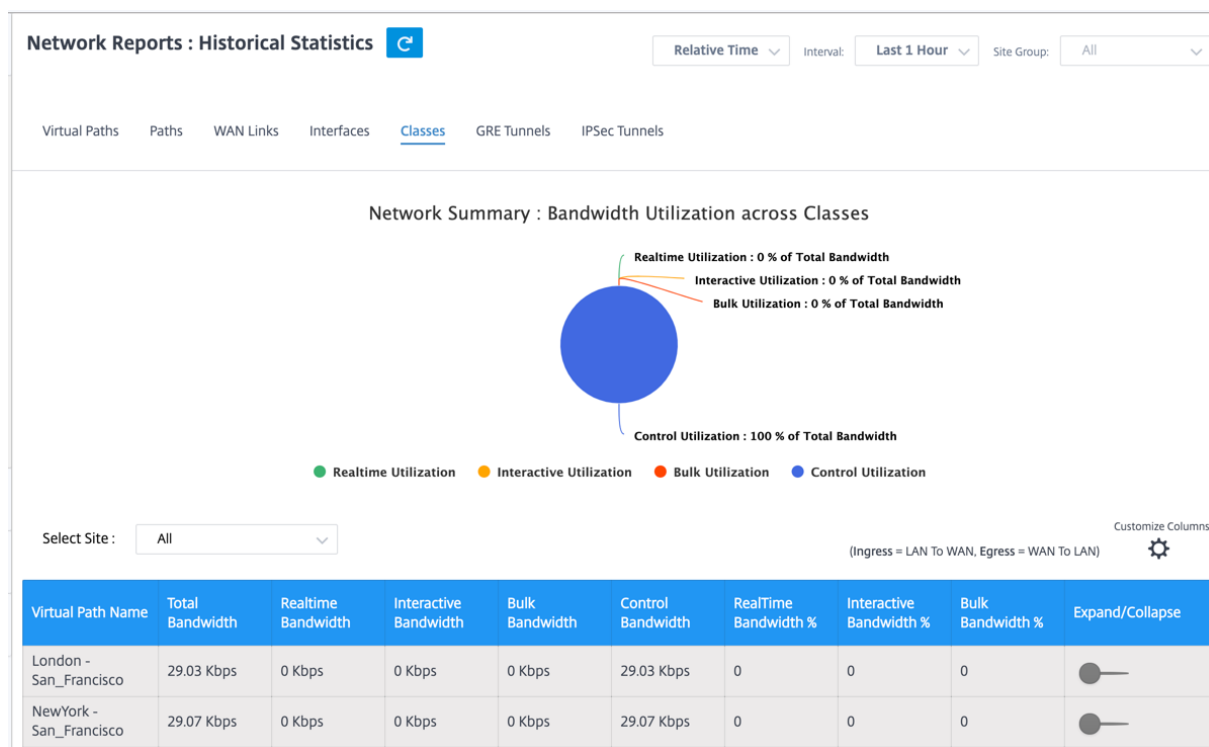 Network Reports : Historical Statistics
Relative Time
Interval:
Last 1 Hour
Site Group:
All
Virtual Paths Paths WAN Links Interfaces Classes GRE Tunnels IPSec Tunnels
Network Summary : Bandwidth Utilization across Classes
Realtime Utilization : 0 % of Total Bandwidth
Interactive Utilization : 0 % of Total Bandwidth
Bulk Utilization : 0 % of Total Bandwidth
Control Utilization : 100 % of Total Bandwidth
Realtime Utilization Interactive Utilization Bulk Utilization Control Utilization
Select Site : All
Customize Columns
(Ingress = LAN To WAN, Egress = WAN To LAN)
Virtual Path Name Total Bandwidth Realtime Bandwidth Interactive Bandwidth Bulk Bandwidth Control Bandwidth RealTime Bandwidth % Interactive Bandwidth % Bulk Bandwidth % Expand/Collapse
London - San_Francisco 29.03 Kbps 0 Kbps 0 Kbps 0 Kbps 29.03 Kbps 0 0 0
NewYork - San_Francisco 29.07 Kbps 0 Kbps 0 Kbps 0 Kbps 29.07 Kbps 0 0 0